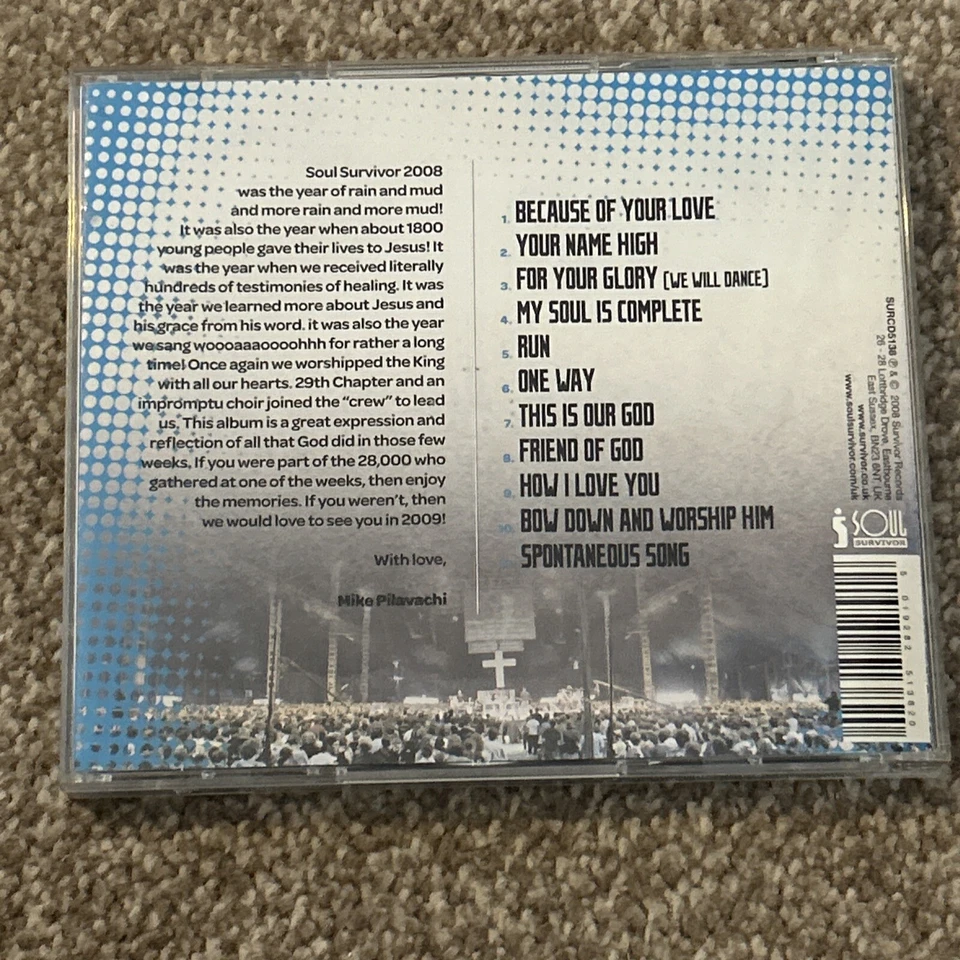 Soul Survivor 2008
was the year of rain and mud
and more rain and more mud!
It was also the year when about 1800
young people gave their lives to Jesus! It
was the year when we received literally
hundreds of testimonies of healing. It was
the year we learned more about Jesus and
his grace from his word. it was also the year
we sang woooaaaoooohhh for rather a long
time! Once again we worshipped the King
with all our hearts. 29th Chapter and an
impromptu choir joined the “crew” to lead
us. This album is a great expression and
reflection of all that God did in those few
weeks. If you were part of the 28,000 who
gathered at one of the weeks, then enjoy
the memories. If you weren't, then
we would love to see you in 2009!
With love,
Mike Pilavachi
1. BECAUSE OF YOUR LOVE
2. YOUR NAME HIGH
3. FOR YOUR GLORY (WE WILL DANCE)
4. MY SOUL IS COMPLETE
5. RUN
6. ONE WAY
7. THIS IS OUR GOD
8. FRIEND OF GOD
9. HOW I LOVE YOU
10. BOW DOWN AND WORSHIP HIM
SPONTANEOUS SONG
SURCD5138 ℗ & © 2008 Survivor Records
26 - 28 Lottbridge Drove, Eastbourne
East Sussex, BN23 6NT, UK
www.survivor.co.uk
www.soulsurvivor.com/uk
SOUL
SURVIVOR
5 019282 513820